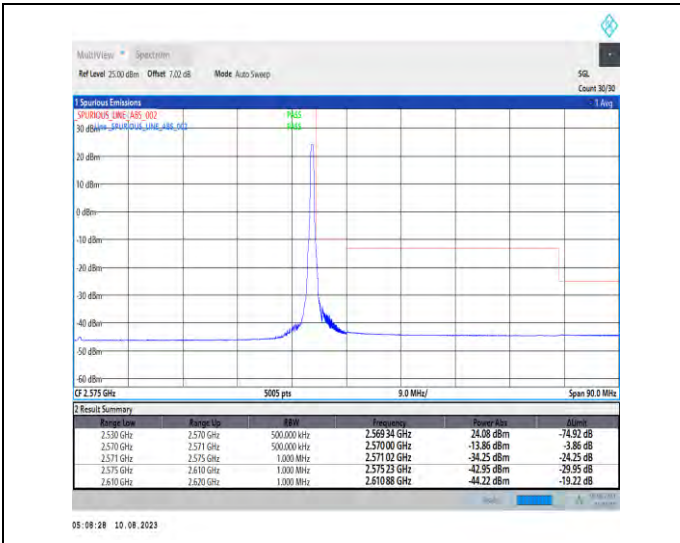 MultiView Spectrum
Ref Level 25.00 dBm Offset 7.02 dB Mode Auto Sweep SGL
Count 30/30
1 Spurious Emissions 1 Avg
_SPURIOUS_LINE_ABS_002 PASS
30 dBm Line _SPURIOUS_LINE_ABS_002 PASS
20 dBm
10 dBm
0 dBm
-10 dBm
-20 dBm
-30 dBm
-40 dBm
-50 dBm
-60 dBm
CF 2.575 GHz 5005 pts 9.0 MHz/ Span 90.0 MHz
2 Result Summary
Range Low Range Up RBW Frequency Power Abs ΔLimit
2.530 GHz 2.570 GHz 500.000 kHz 2.569 34 GHz 24.08 dBm -74.92 dB
2.570 GHz 2.571 GHz 500.000 kHz 2.570 00 GHz -13.86 dBm -3.86 dB
2.571 GHz 2.575 GHz 1.000 MHz 2.571 02 GHz -34.25 dBm -24.25 dB
2.575 GHz 2.610 GHz 1.000 MHz 2.575 23 GHz -42.95 dBm -29.95 dB
2.610 GHz 2.620 GHz 1.000 MHz 2.610 88 GHz -44.22 dBm -19.22 dB
05:08:28 10.08.2023